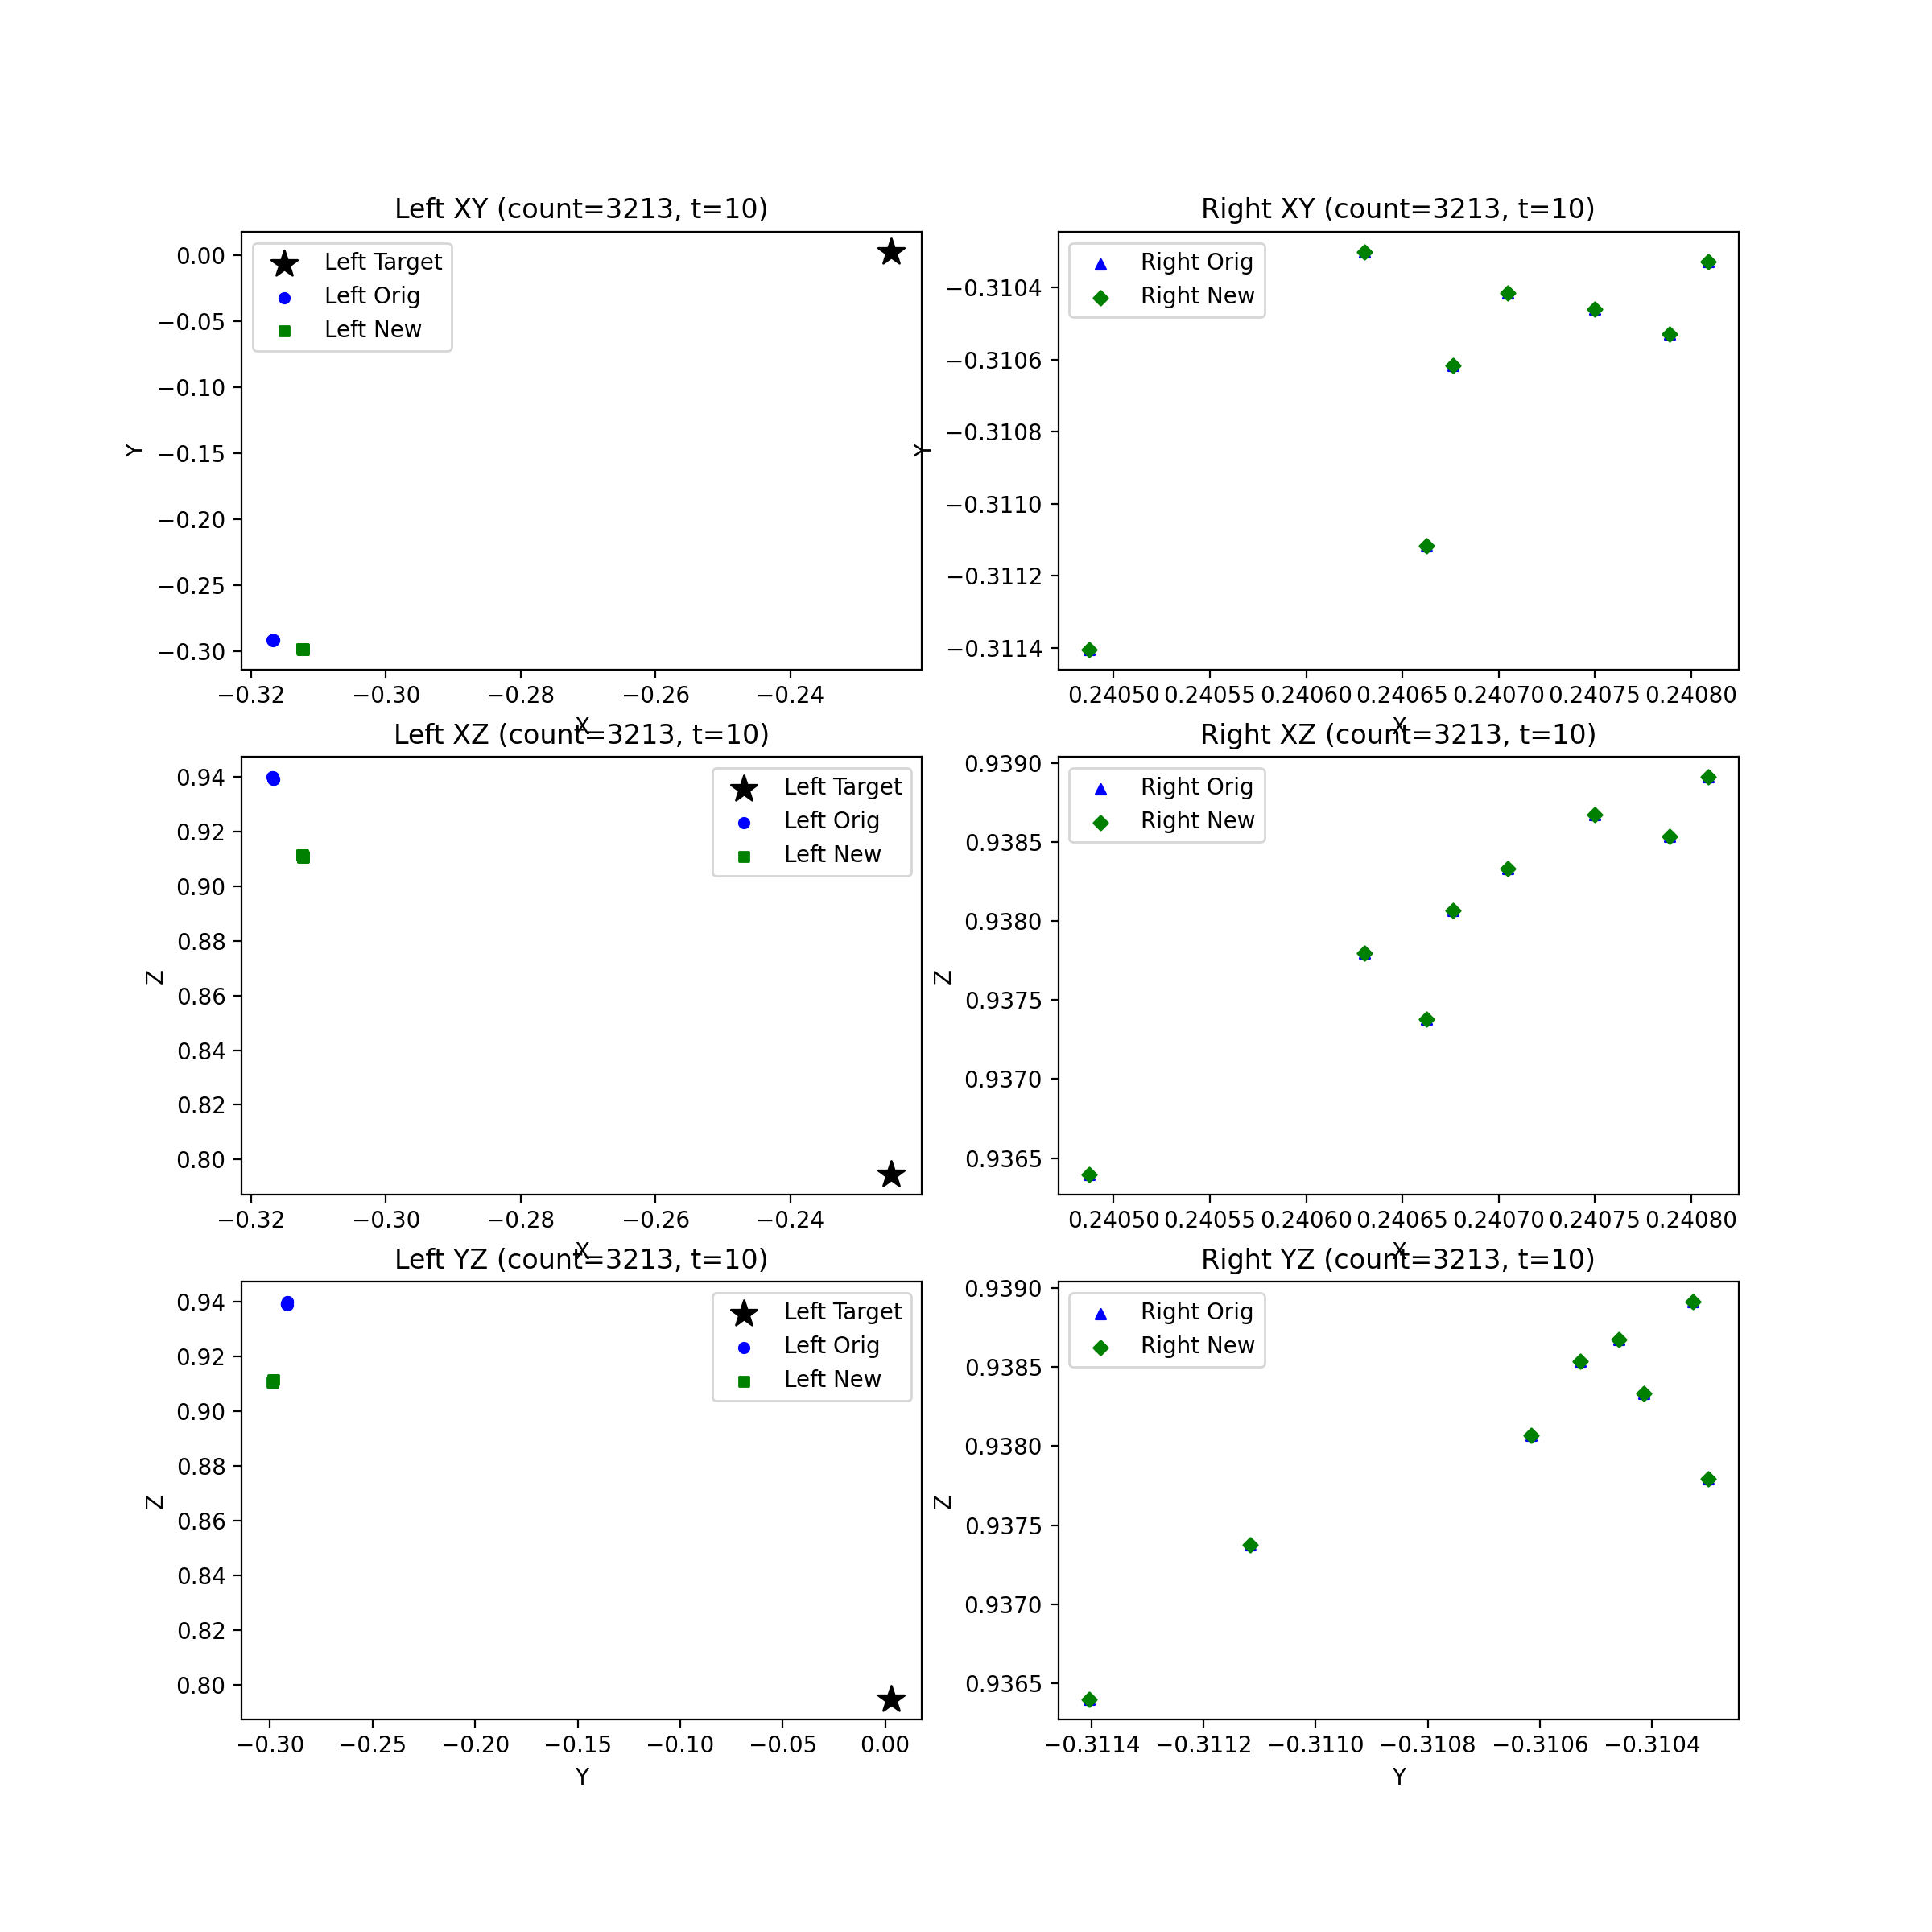 Left XY (count=3213, t=10)
Left Target
Left Orig
Left New
0.00
−0.05
−0.10
−0.15
−0.20
−0.25
−0.30
Y
−0.32
−0.30
−0.28
−0.26
−0.24
X
Right XY (count=3213, t=10)
Right Orig
Right New
−0.3104
−0.3106
−0.3108
−0.3110
−0.3112
−0.3114
Y
0.24050
0.24055
0.24060
0.24065
0.24070
0.24075
0.24080
X
Left XZ (count=3213, t=10)
Left Target
Left Orig
Left New
0.94
0.92
0.90
0.88
0.86
0.84
0.82
0.80
Z
−0.32
−0.30
−0.28
−0.26
−0.24
X
Right XZ (count=3213, t=10)
Right Orig
Right New
0.9390
0.9385
0.9380
0.9375
0.9370
0.9365
Z
0.24050
0.24055
0.24060
0.24065
0.24070
0.24075
0.24080
X
Left YZ (count=3213, t=10)
Left Target
Left Orig
Left New
0.94
0.92
0.90
0.88
0.86
0.84
0.82
0.80
Z
−0.30
−0.25
−0.20
−0.15
−0.10
−0.05
0.00
Y
Right YZ (count=3213, t=10)
Right Orig
Right New
0.9390
0.9385
0.9380
0.9375
0.9370
0.9365
Z
−0.3114
−0.3112
−0.3110
−0.3108
−0.3106
−0.3104
Y